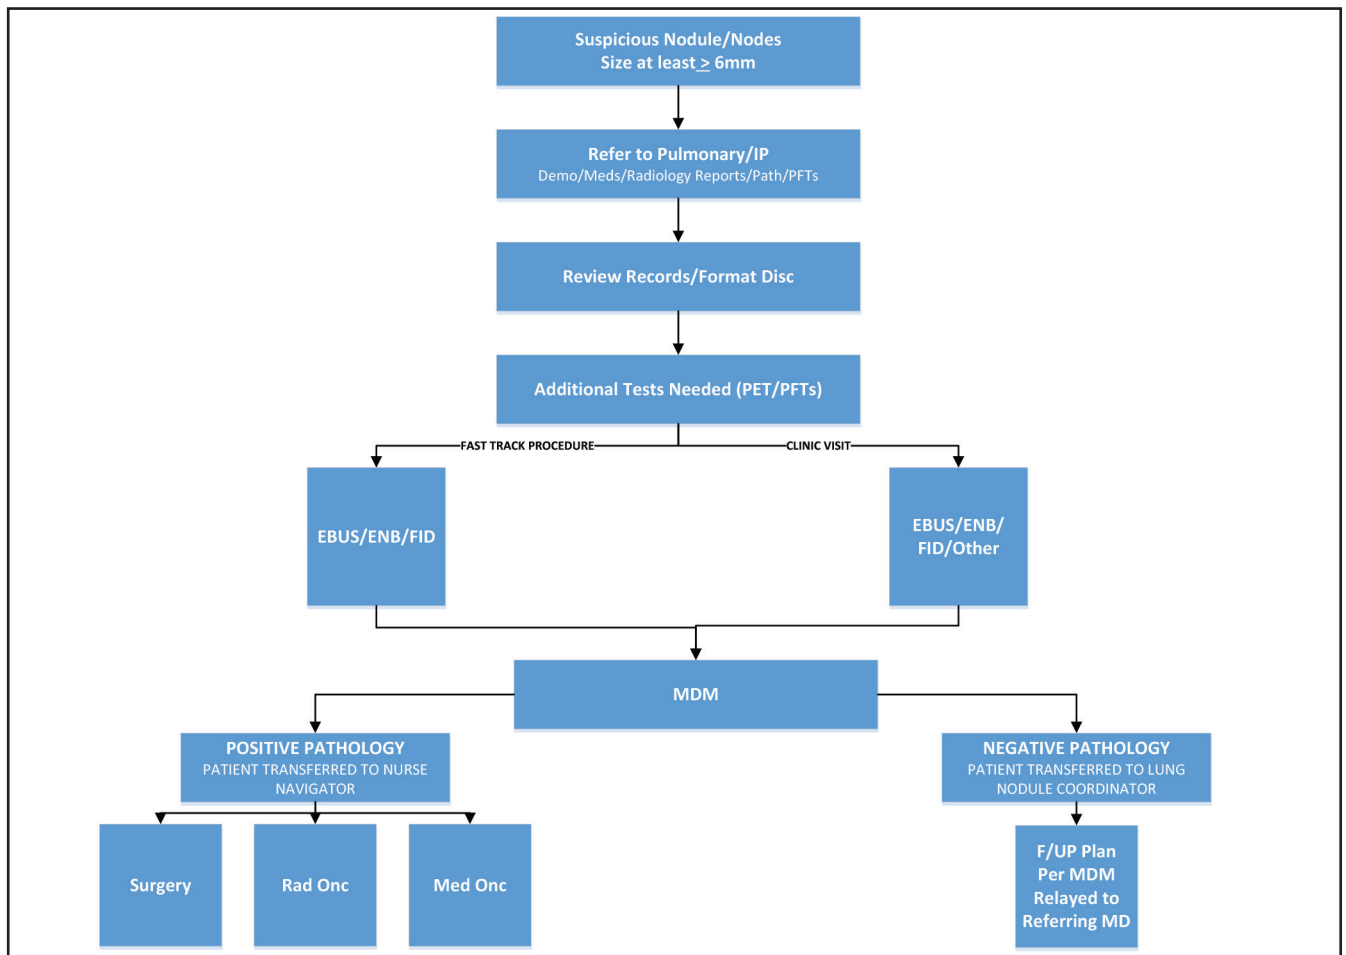 Suspicious Nodule/Nodes
Size at least ≥ 6mm
Refer to Pulmonary/IP
Demo/Meds/Radiology Reports/Path/PFTs
Review Records/Format Disc
Additional Tests Needed (PET/PFTs)
FAST TRACK PROCEDURE
CLINIC VISIT
EBUS/ENB/FID
EBUS/ENB/
FID/Other
MDM
POSITIVE PATHOLOGY
PATIENT TRANSFERRED TO NURSE
NAVIGATOR
NEGATIVE PATHOLOGY
PATIENT TRANSFERRED TO LUNG
NODULE COORDINATOR
Surgery
Rad Onc
Med Onc
F/UP Plan
Per MDM
Relayed to
Referring MD